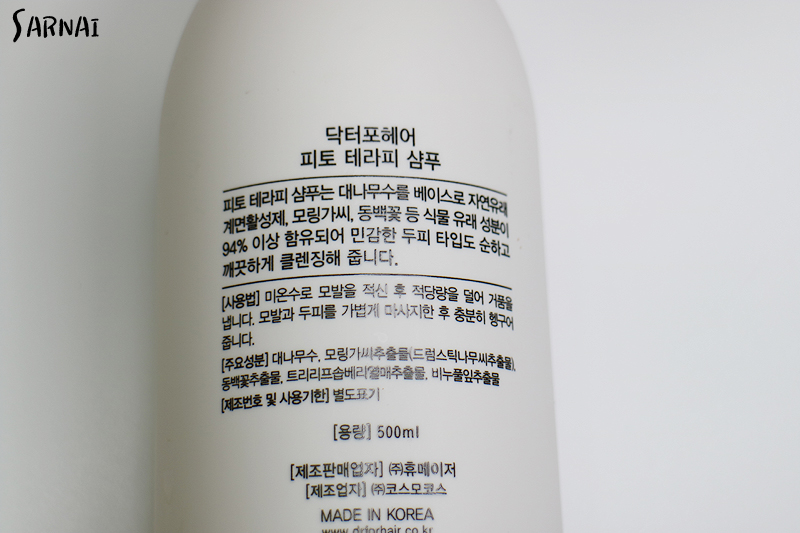 SARNAI
닥터포헤어
피토 테라피 샴푸
피토 테라피 샴푸는 대나무수를 베이스로 자연유래
계면활성제, 모링가씨, 동백꽃 등 식물 유래 성분이
94% 이상 함유되어 민감한 두피 타입도 순하고
깨끗하게 클렌징해 줍니다.
[사용법] 미온수로 모발을 적신 후 적당량을 덜어 거품을
냅니다. 모발과 두피를 가볍게 마사지한 후 충분히 헹구어
줍니다.
[주요성분] 대나무수, 모링가씨추출물(드럼스틱나무씨추출물),
동백꽃추출물, 트리리프솝베리열매추출물, 비누풀잎추출물
[제조번호 및 사용기한] 별도표기
[용량] 500ml
[제조판매업자] ㈜휴메이저
[제조업자] ㈜코스모코스
MADE IN KOREA
www.drforhair.co.kr